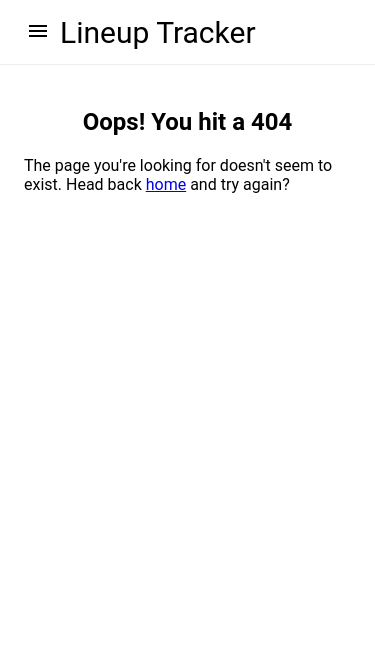 Lineup Tracker
Oops! You hit a 404
The page you're looking for doesn't seem to
exist. Head back home and try again?